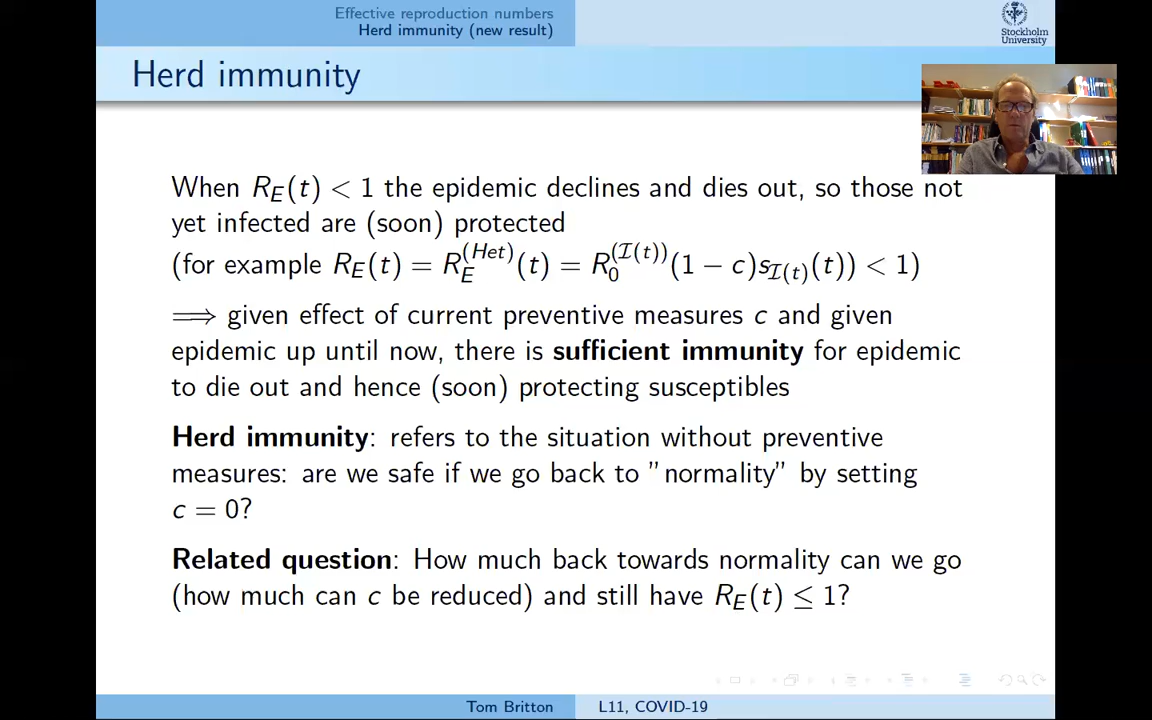 Effective reproduction numbers
Herd immunity (new result)
Stockholm
University
Herd immunity
When R_E(t) < 1 the epidemic declines and dies out, so those not
yet infected are (soon) protected
(for example R_E(t) = R_E^{(Het)}(t) = R_0^{(ℐ(t))}(1 − c)s_{ℐ(t)}(t)) < 1)
⟹ given effect of current preventive measures c and given
epidemic up until now, there is sufficient immunity for epidemic
to die out and hence (soon) protecting susceptibles
Herd immunity: refers to the situation without preventive
measures: are we safe if we go back to ”normality” by setting
c = 0?
Related question: How much back towards normality can we go
(how much can c be reduced) and still have R_E(t) ≤ 1?
Tom Britton
L11, COVID-19